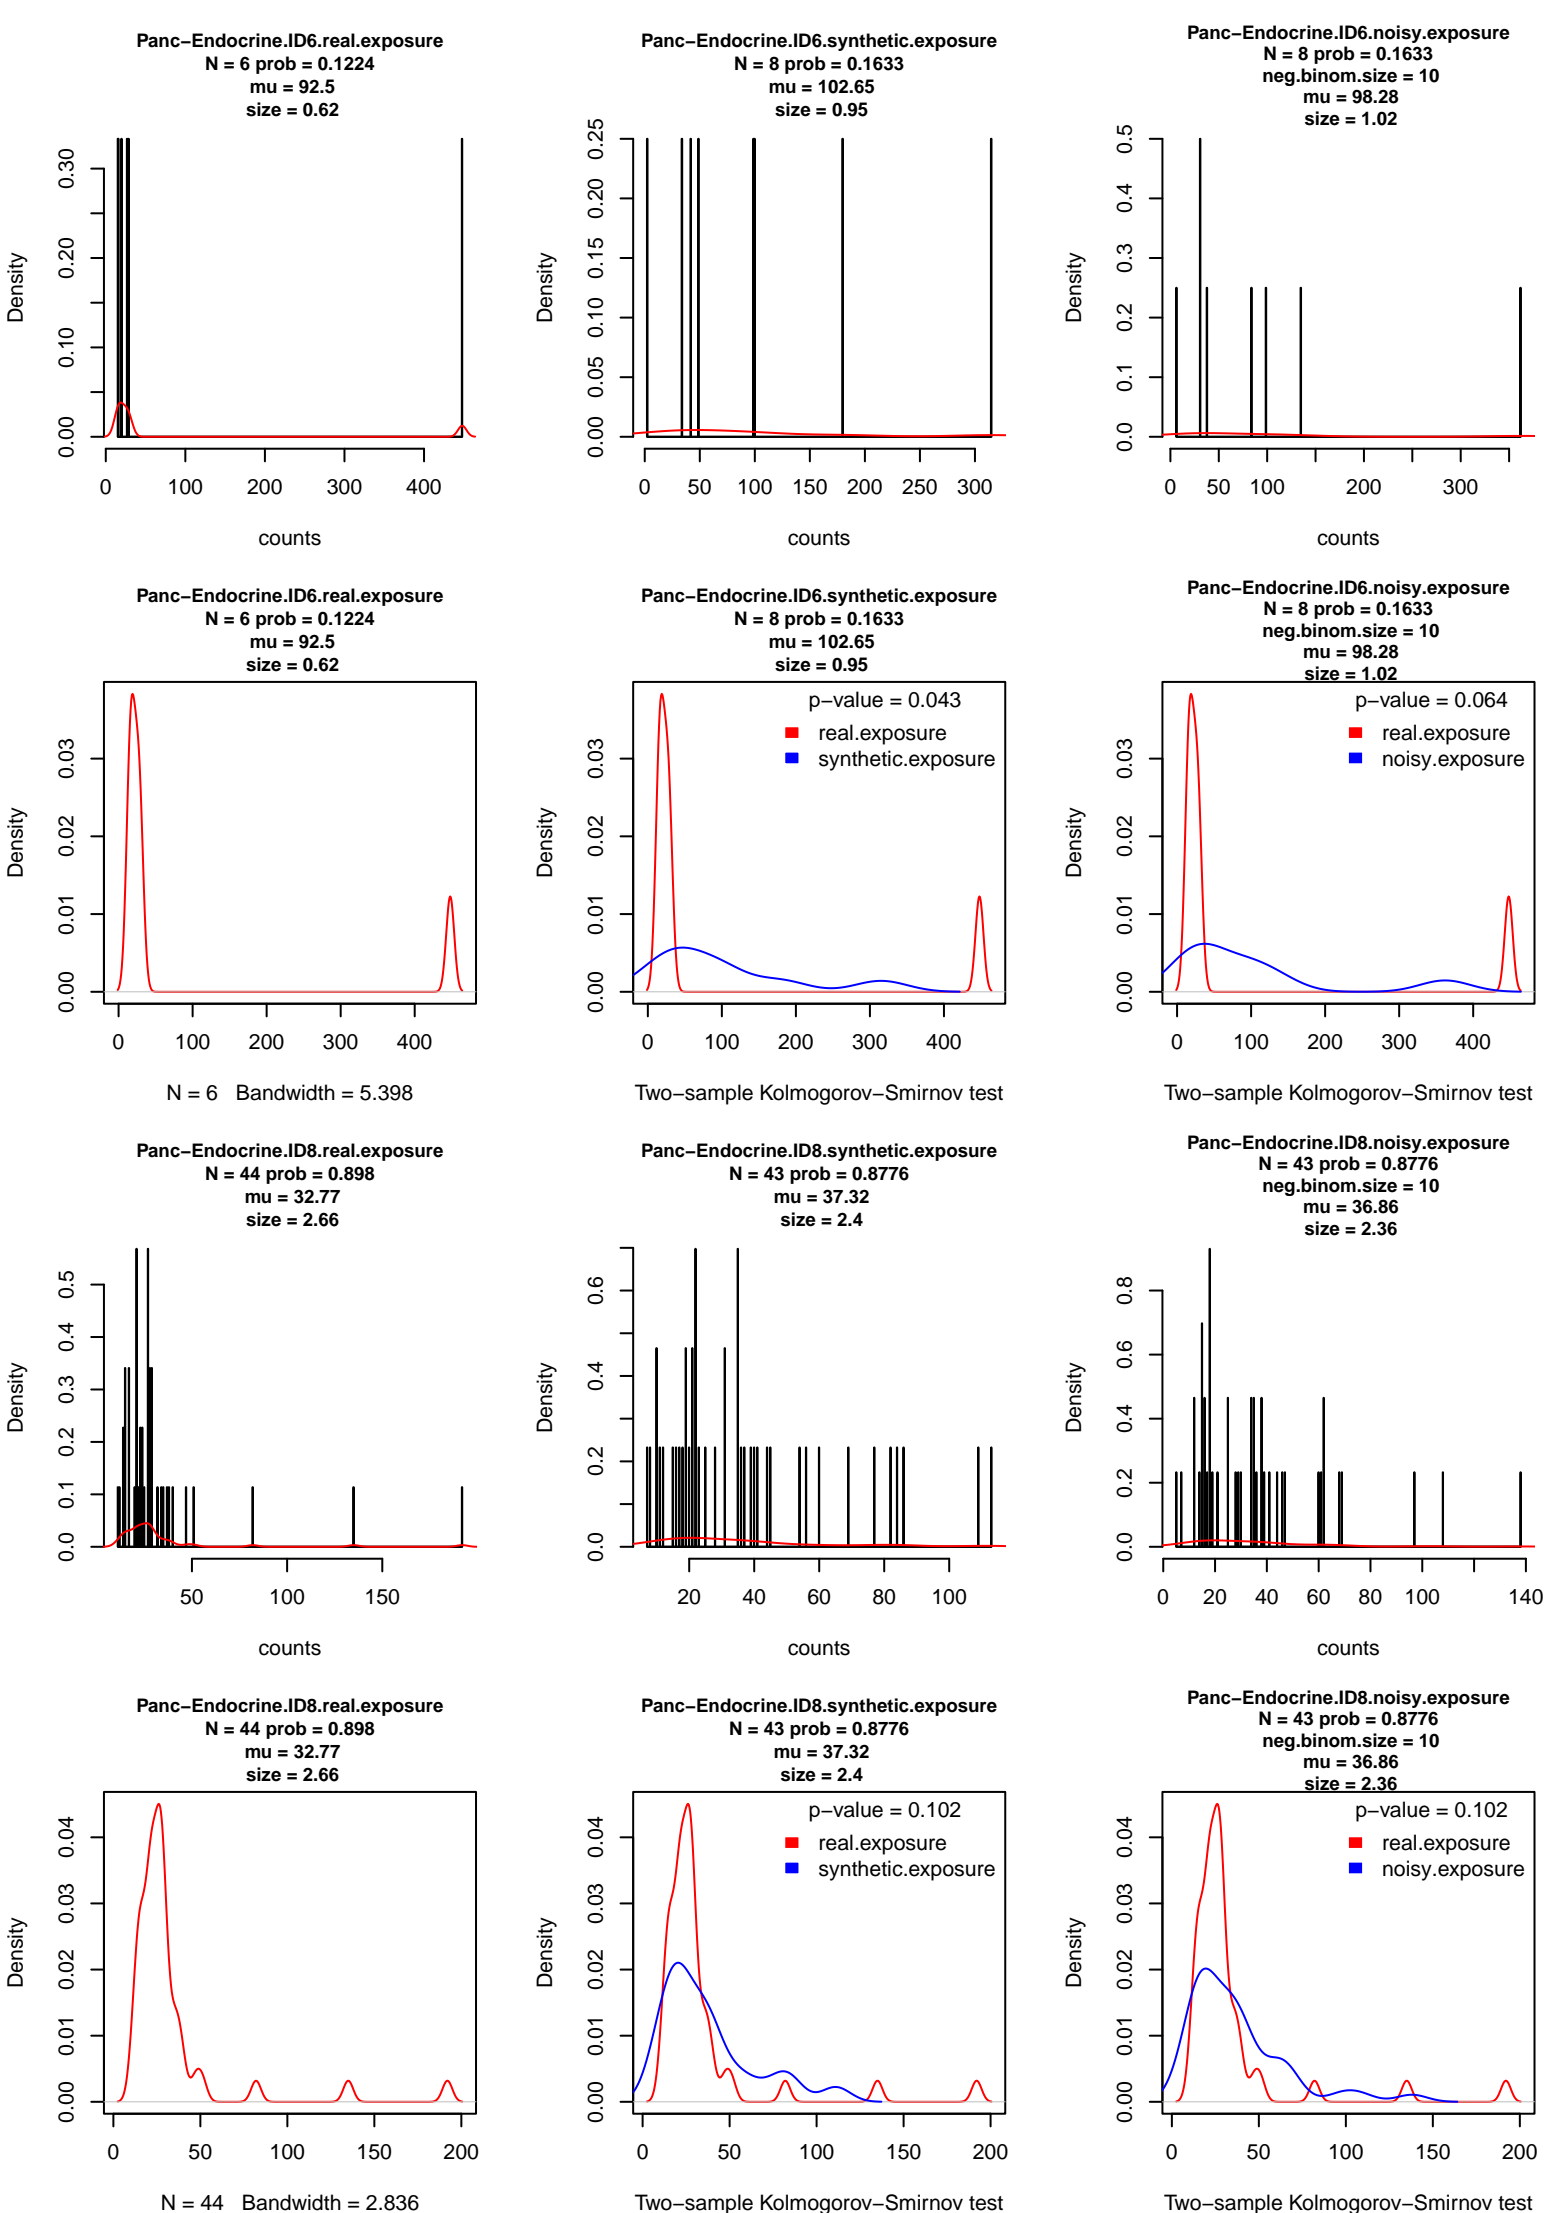 Panc−Endocrine.ID6.real.exposure
N = 6 prob = 0.1224
mu = 92.5
size = 0.62
Density
0.00 0.10 0.20 0.30
0 100 200 300 400
counts
Panc−Endocrine.ID6.synthetic.exposure
N = 8 prob = 0.1633
mu = 102.65
size = 0.95
Density
0.00 0.05 0.10 0.15 0.20 0.25
0 50 100 150 200 250 300
counts
Panc−Endocrine.ID6.noisy.exposure
N = 8 prob = 0.1633
neg.binom.size = 10
mu = 98.28
size = 1.02
Density
0.0 0.1 0.2 0.3 0.4 0.5
0 50 100 200 300
counts
Panc−Endocrine.ID6.real.exposure
N = 6 prob = 0.1224
mu = 92.5
size = 0.62
Density
0.00 0.01 0.02 0.03
0 100 200 300 400
N = 6 Bandwidth = 5.398
Panc−Endocrine.ID6.synthetic.exposure
N = 8 prob = 0.1633
mu = 102.65
size = 0.95
p−value = 0.043
real.exposure
synthetic.exposure
Density
0.00 0.01 0.02 0.03
0 100 200 300 400
Two−sample Kolmogorov−Smirnov test
Panc−Endocrine.ID6.noisy.exposure
N = 8 prob = 0.1633
neg.binom.size = 10
mu = 98.28
size = 1.02
p−value = 0.064
real.exposure
noisy.exposure
Density
0.00 0.01 0.02 0.03
0 100 200 300 400
Two−sample Kolmogorov−Smirnov test
Panc−Endocrine.ID8.real.exposure
N = 44 prob = 0.898
mu = 32.77
size = 2.66
Density
0.0 0.1 0.2 0.3 0.4 0.5
50 100 150
counts
Panc−Endocrine.ID8.synthetic.exposure
N = 43 prob = 0.8776
mu = 37.32
size = 2.4
Density
0.0 0.2 0.4 0.6
20 40 60 80 100
counts
Panc−Endocrine.ID8.noisy.exposure
N = 43 prob = 0.8776
neg.binom.size = 10
mu = 36.86
size = 2.36
Density
0.0 0.2 0.4 0.6 0.8
0 20 40 60 80 100 140
counts
Panc−Endocrine.ID8.real.exposure
N = 44 prob = 0.898
mu = 32.77
size = 2.66
Density
0.00 0.01 0.02 0.03 0.04
0 50 100 150 200
N = 44 Bandwidth = 2.836
Panc−Endocrine.ID8.synthetic.exposure
N = 43 prob = 0.8776
mu = 37.32
size = 2.4
p−value = 0.102
real.exposure
synthetic.exposure
Density
0.00 0.01 0.02 0.03 0.04
0 50 100 150 200
Two−sample Kolmogorov−Smirnov test
Panc−Endocrine.ID8.noisy.exposure
N = 43 prob = 0.8776
neg.binom.size = 10
mu = 36.86
size = 2.36
p−value = 0.102
real.exposure
noisy.exposure
Density
0.00 0.01 0.02 0.03 0.04
0 50 100 150 200
Two−sample Kolmogorov−Smirnov test